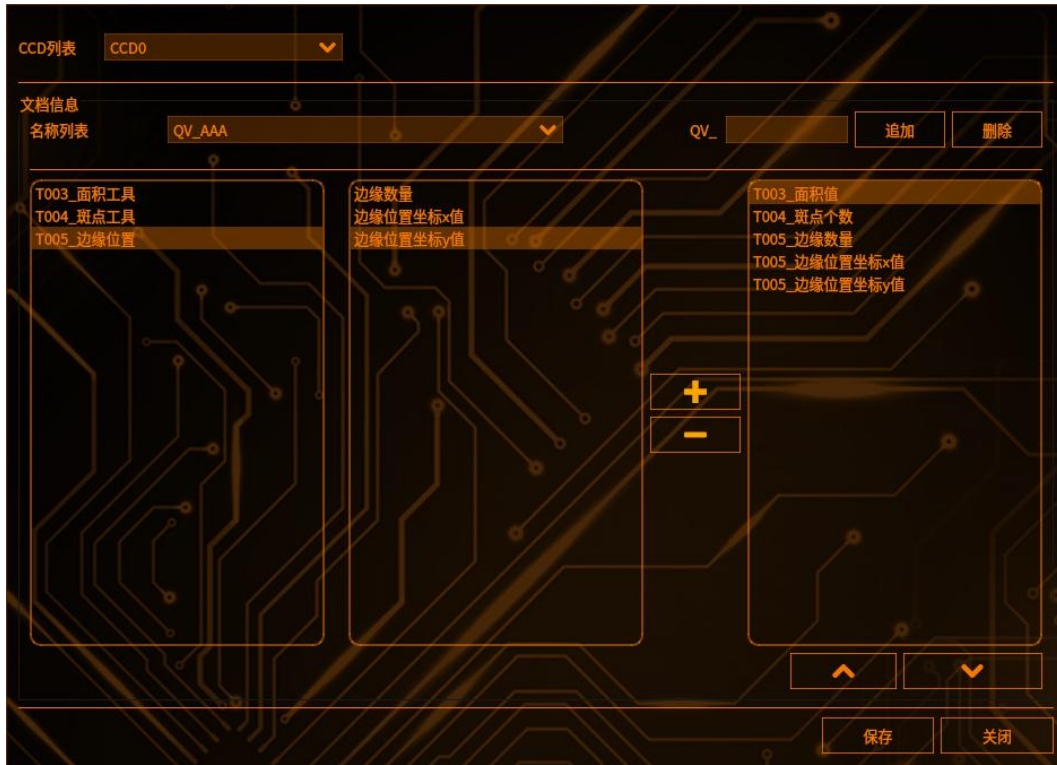 CCD列表 CCD0
文档信息
名称列表 QV_AAA QV_ 追加 删除
T003_面积工具
T004_斑点工具
T005_边缘位置
边缘数量
边缘位置坐标x值
边缘位置坐标y值
T003_面积值
T004_斑点个数
T005_边缘数量
T005_边缘位置坐标x值
T005_边缘位置坐标y值
保存 关闭